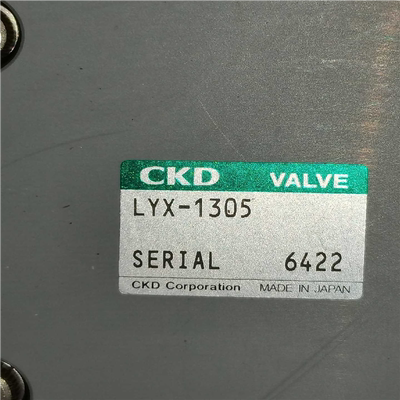 CKD VALVE
LYX-1305
SERIAL 6422
CKD Corporation MADE IN JAPAN